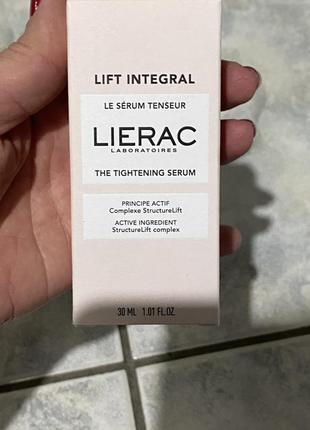 LIFT INTEGRAL
LE SÉRUM TENSEUR
LIERAC
LABORATOIRES
THE TIGHTENING SERUM
PRINCIPE ACTIF
Complexe StructureLift
ACTIVE INGREDIENT
StructureLift complex
30 ML 1.01 FL.OZ.